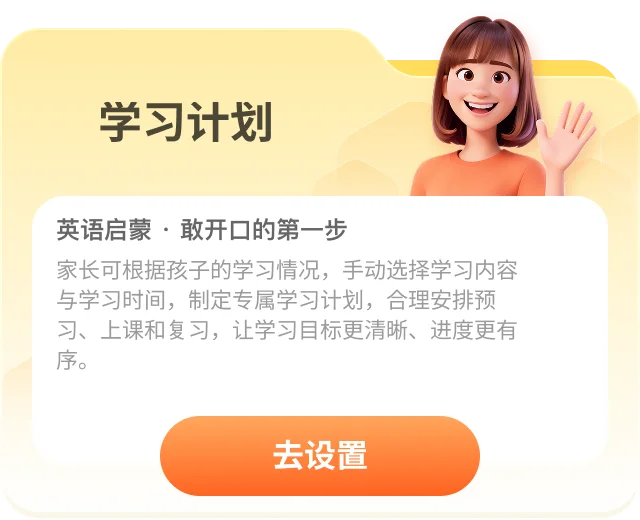 学习计划
英语启蒙 · 敢开口的第一步
家长可根据孩子的学习情况，手动选择学习内容
与学习时间，制定专属学习计划，合理安排预
习、上课和复习，让学习目标更清晰、进度更有
序。
去设置